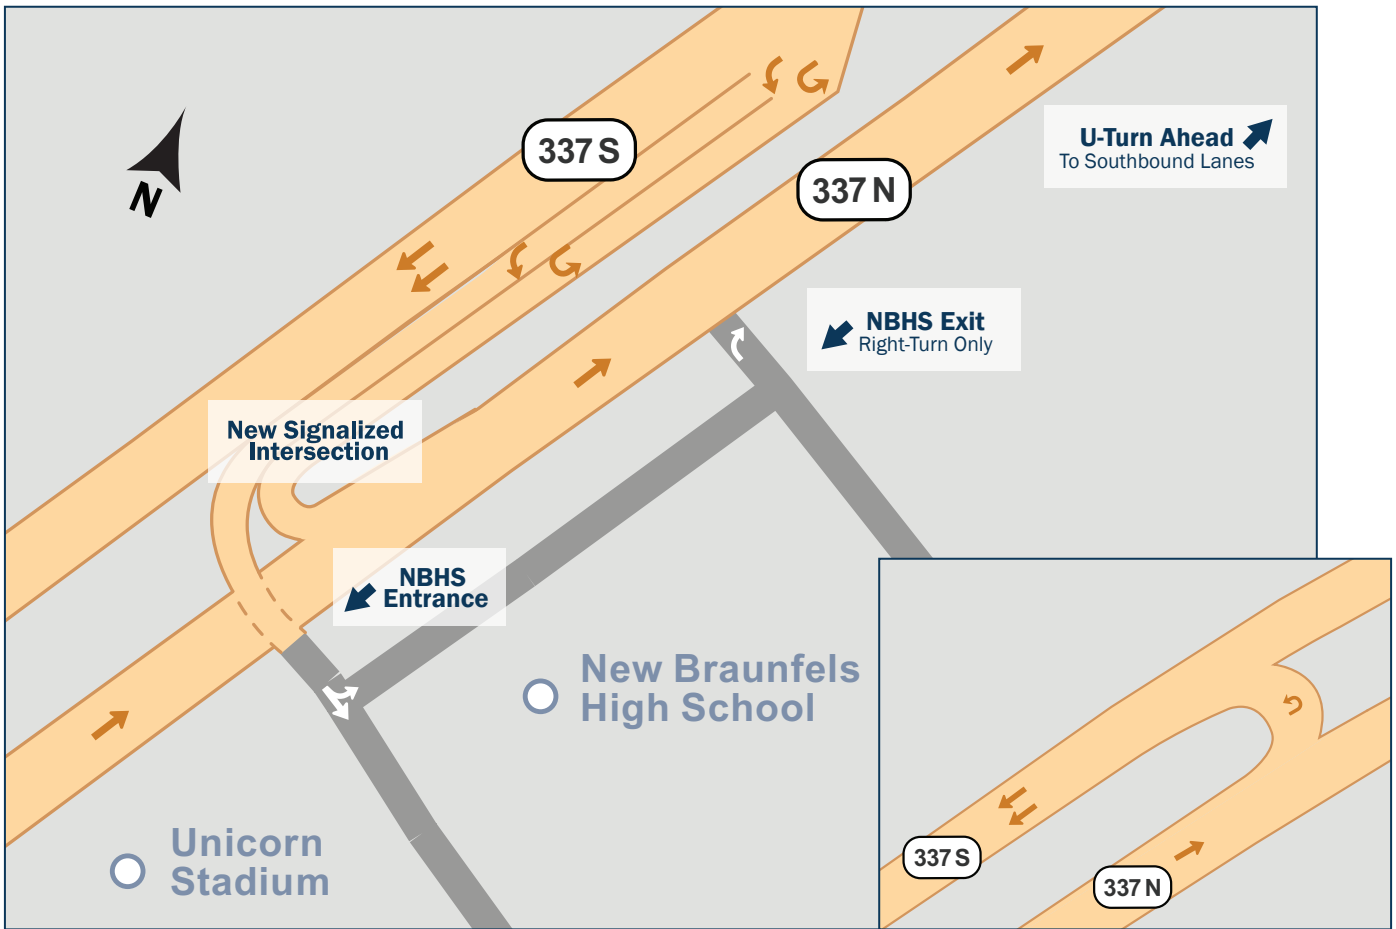 337 S
U-Turn Ahead
To Southbound Lanes
337 N
N
NBHS Exit
Right-Turn Only
New Signalized
Intersection
NBHS
Entrance
New Braunfels
High School
Unicorn
Stadium
337 S
337 N